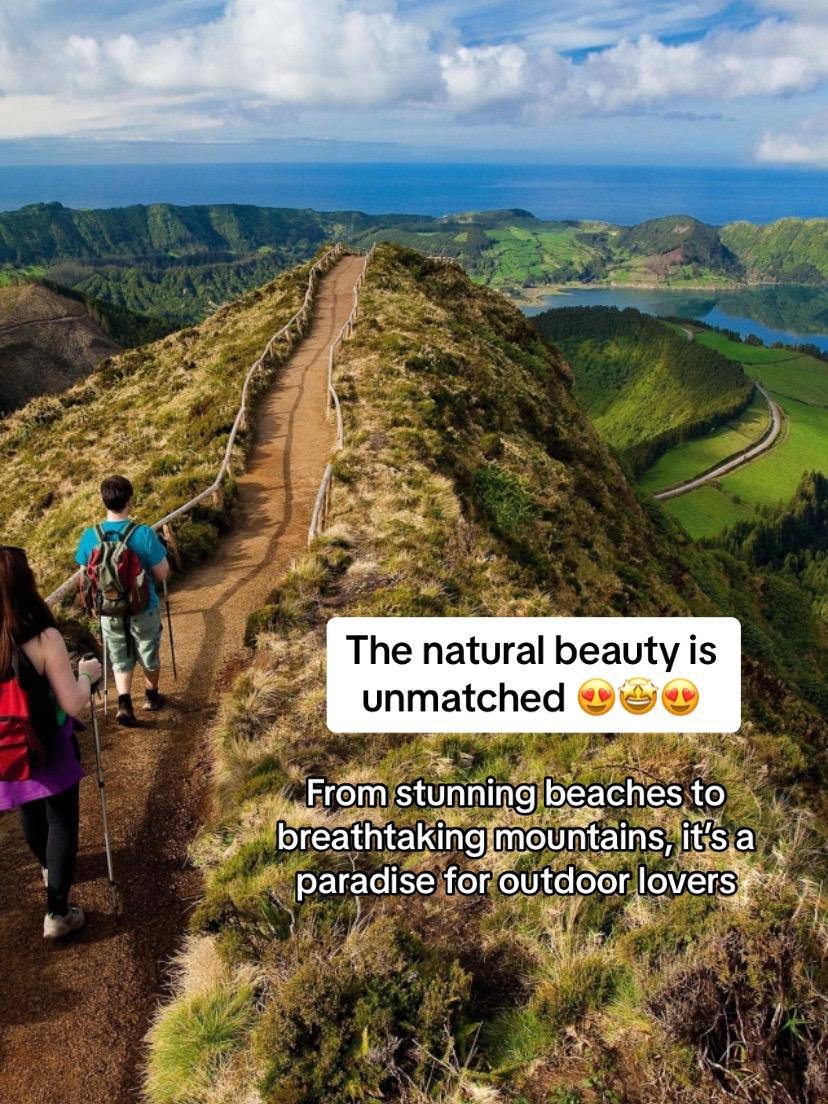 The natural beauty is
unmatched 😍🤩😍
From stunning beaches to
breathtaking mountains, it's a
paradise for outdoor lovers